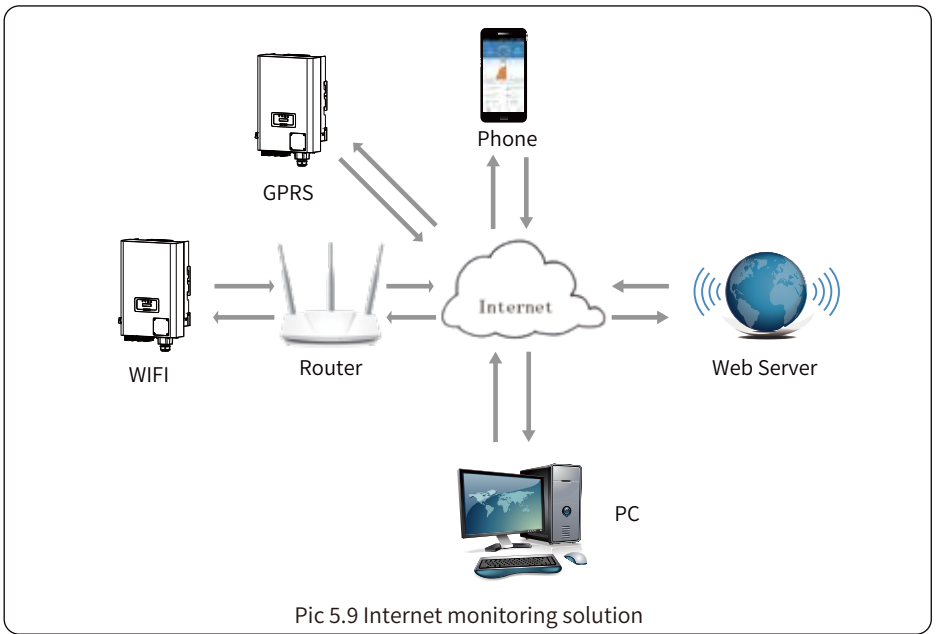 Phone
GPRS
Internet
WIFI
Router
Web Server
PC
Pic 5.9 Internet monitoring solution